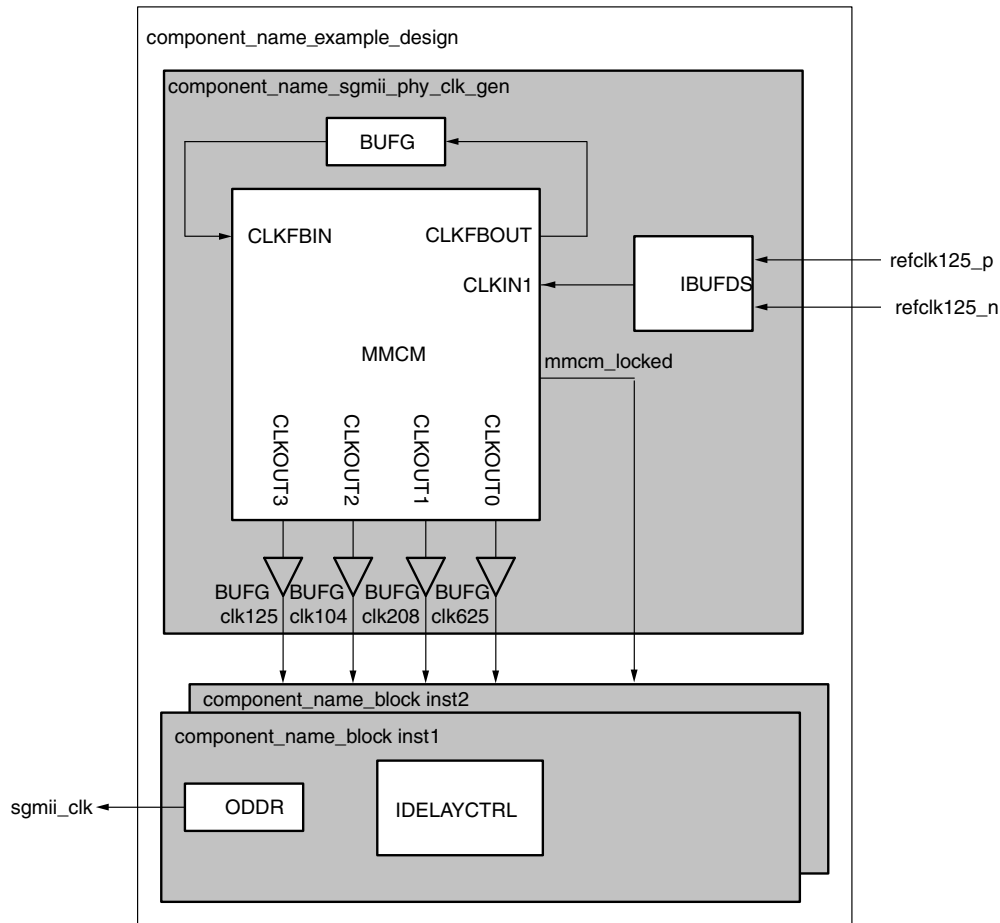 component_name_example_design
component_name_sgmii_phy_clk_gen
BUFG
CLKFBIN
CLKFBOUT
CLKIN1
IBUFDS
refclk125_p
refclk125_n
MMCM
mmcm_locked
CLKOUT3
CLKOUT2
CLKOUT1
CLKOUT0
BUFG BUFG BUFG BUFG
clk125 clk104 clk208 clk625
component_name_block inst2
component_name_block inst1
sgmii_clk
ODDR
IDELAYCTRL